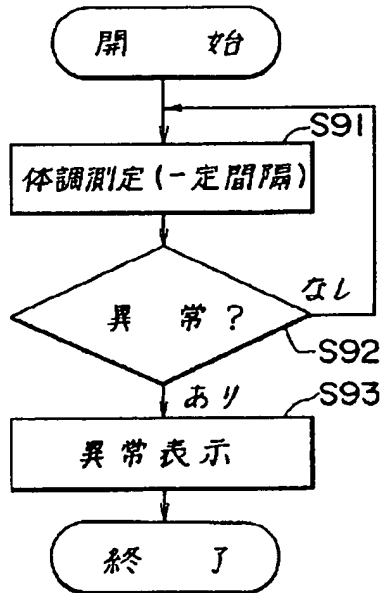 開 始
S91
体調測定(一定間隔)
なし
異 常?
S92
あり
S93
異常表示
終 了